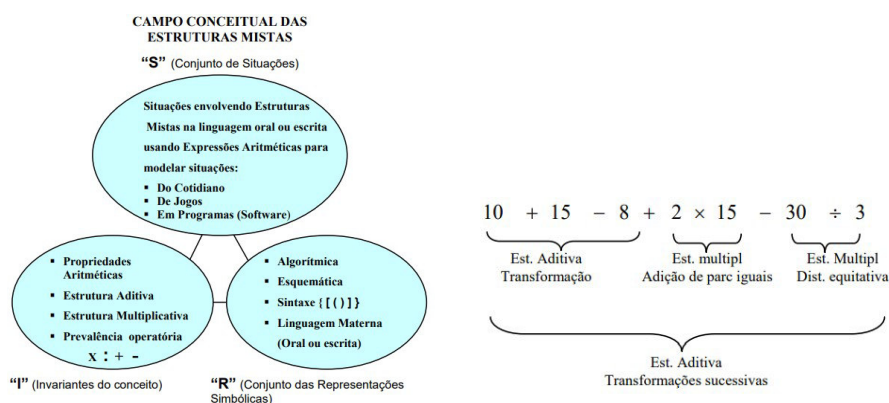 CAMPO CONCEITUAL DAS
ESTRUTURAS MISTAS
“S” (Conjunto de Situações)
Situações envolvendo Estruturas
Mistas na linguagem oral ou escrita
usando Expressões Aritméticas para
modelar situações:
▪ Do Cotidiano
▪ De Jogos
▪ Em Programas (Software)
▪ Propriedades
Aritméticas
▪ Estrutura Aditiva
▪ Estrutura Multiplicativa
▪ Prevalência operatória
x : + -
▪ Algorítmica
▪ Esquemática
▪ Sintaxe {[()]}
▪ Linguagem Materna
(Oral ou escrita)
“I” (Invariantes do conceito)
“R” (Conjunto das Representações
Simbólicas)
10 + 15 − 8 + 2 × 15 − 30 ÷ 3
Est. Aditiva
Transformação
Est. multipl
Adição de parc iguais
Est. Multipl
Dist. equitativa
Est. Aditiva
Transformações sucessivas